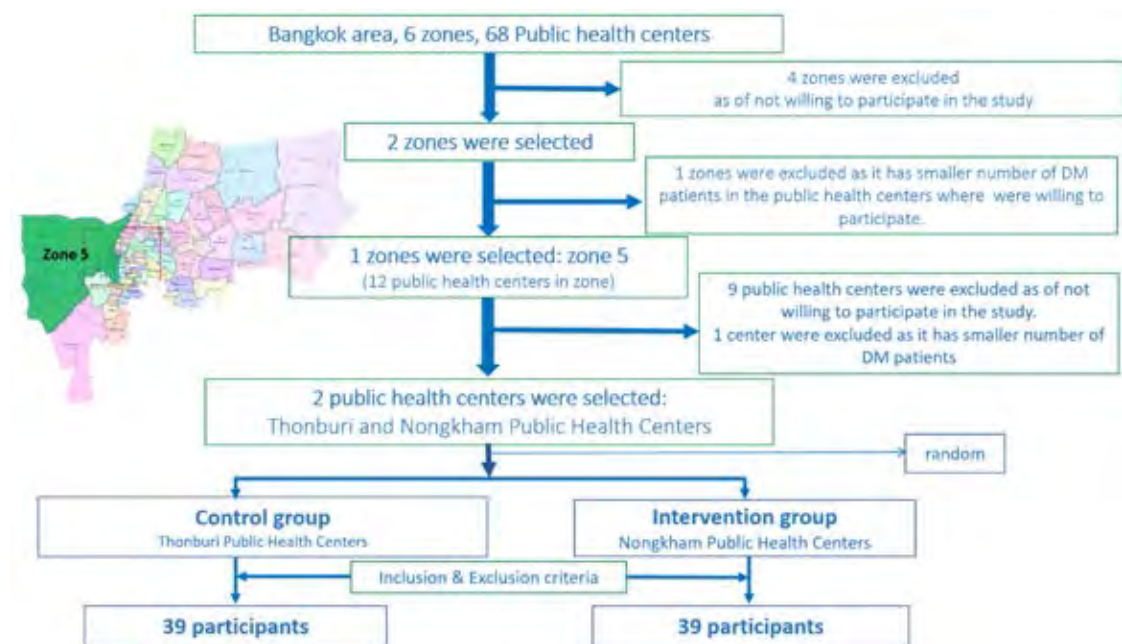 Bangkok area, 6 zones, 68 Public health centers
4 zones were excluded
as of not willing to participate in the study
2 zones were selected
1 zones were excluded as it has smaller number of DM
patients in the public health centers where were willing to
participate.
Zone 5
1 zones were selected: zone 5
(12 public health centers in zone)
9 public health centers were excluded as of not
willing to participate in the study.
1 center were excluded as it has smaller number of
DM patients
2 public health centers were selected:
Thonburi and Nongkham Public Health Centers
random
Control group
Thonburi Public Health Centers
Intervention group
Nongkham Public Health Centers
Inclusion & Exclusion criteria
39 participants
39 participants